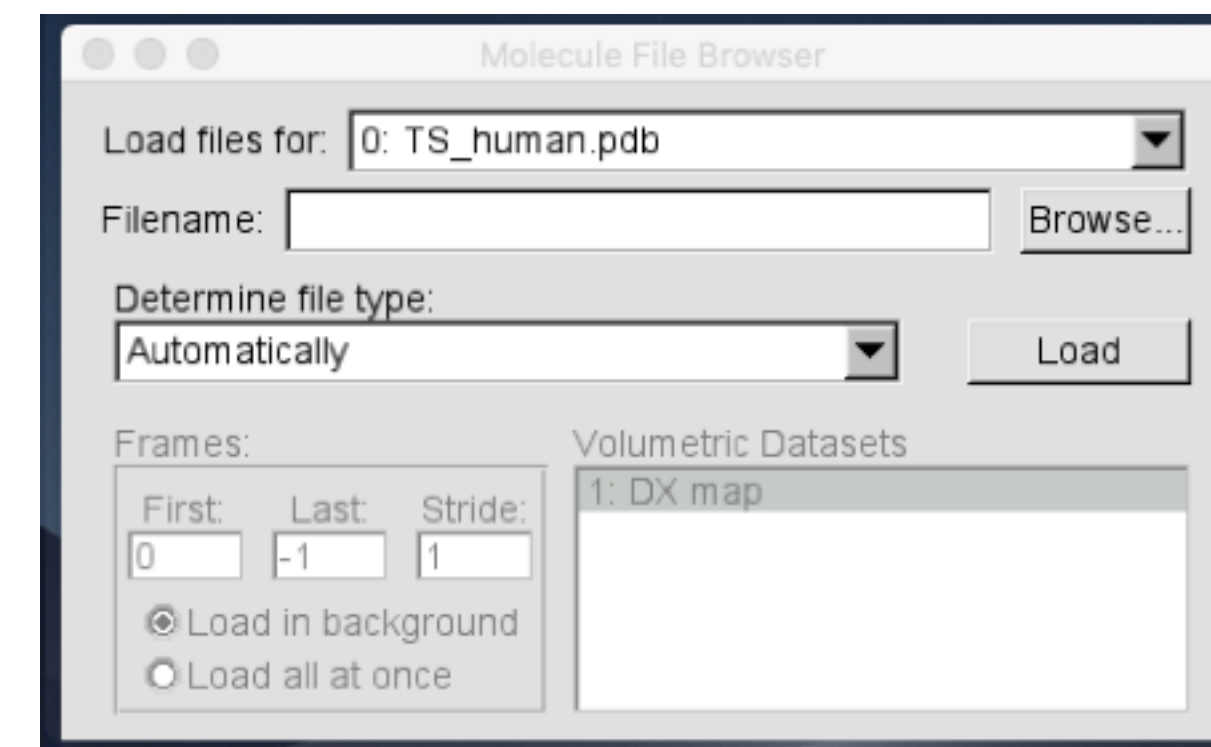 Molecule File Browser
Load files for: 0: TS_human.pdb
Filename: Browse...
Determine file type:
Automatically Load
Frames: Volumetric Datasets
First: Last: Stride: 1: DX map
0 -1 1
Load in background
Load all at once